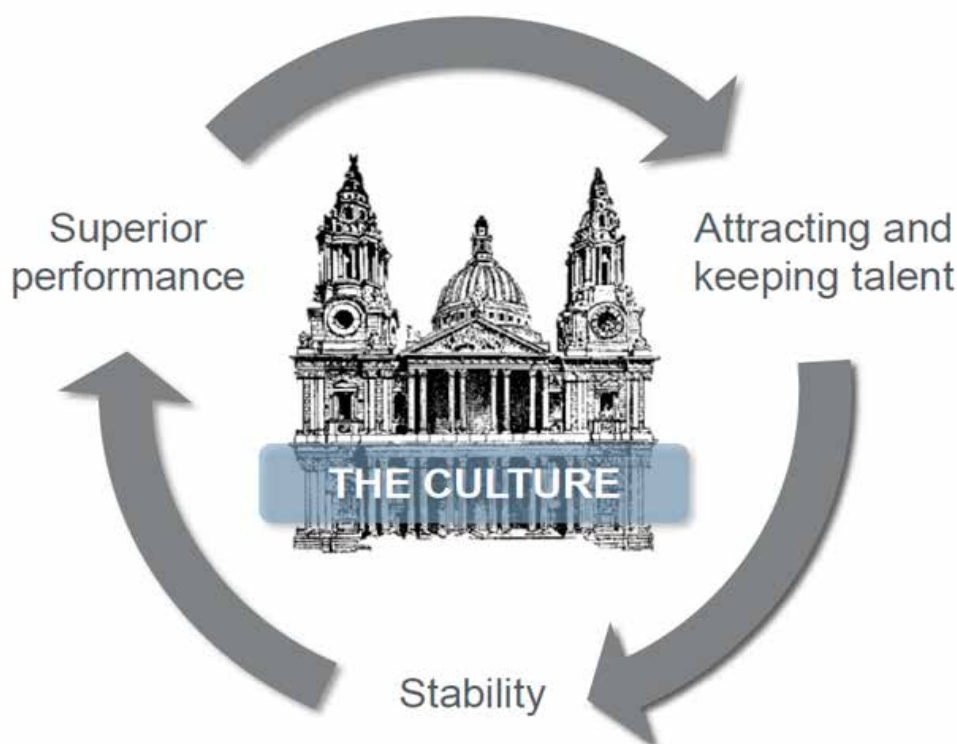 Superior
performance
Attracting and
keeping talent
THE CULTURE
Stability